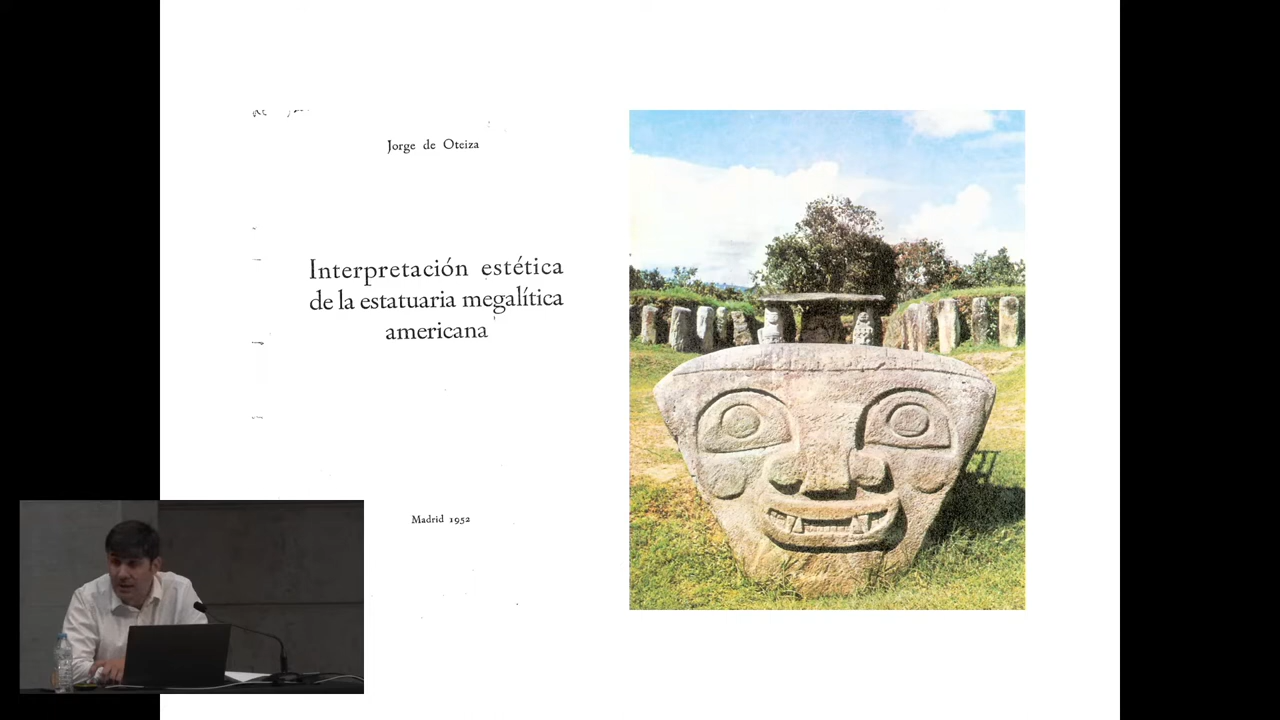 Jorge de Oteiza
Interpretación estética
de la estatuaria megalítica
americana
Madrid 1952